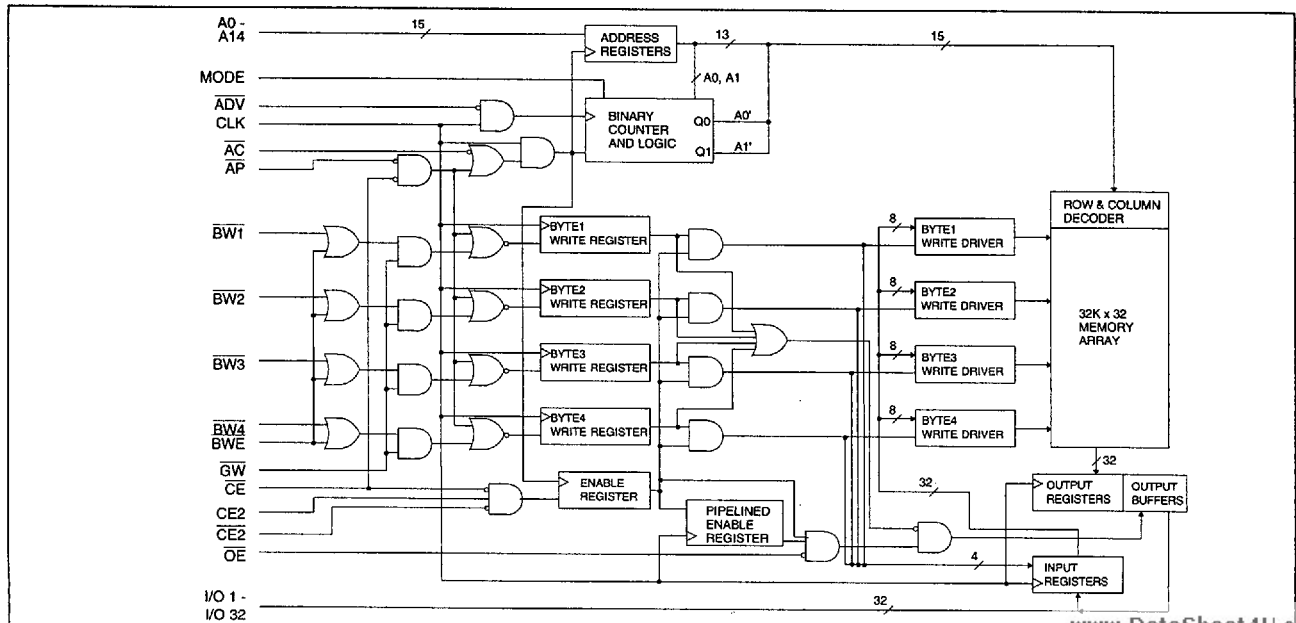 A0 -
A14
15
ADDRESS
REGISTERS
13
15
MODE
A0, A1
ADV
CLK
BINARY
COUNTER
AND LOGIC
Q0
A0'
Q1
A1'
AC
AP
ROW & COLUMN
DECODER
BW1
BYTE1
WRITE REGISTER
8
BYTE1
WRITE DRIVER
BW2
BYTE2
WRITE REGISTER
8
BYTE2
WRITE DRIVER
32K x 32
MEMORY
ARRAY
BW3
BYTE3
WRITE REGISTER
8
BYTE3
WRITE DRIVER
BW4
BWE
BYTE4
WRITE REGISTER
8
BYTE4
WRITE DRIVER
GW
32
CE
ENABLE
REGISTER
32
OUTPUT
REGISTERS
OUTPUT
BUFFERS
CE2
CE2
PIPELINED
ENABLE
REGISTER
OE
4
INPUT
REGISTERS
I/O 1 -
I/O 32
32